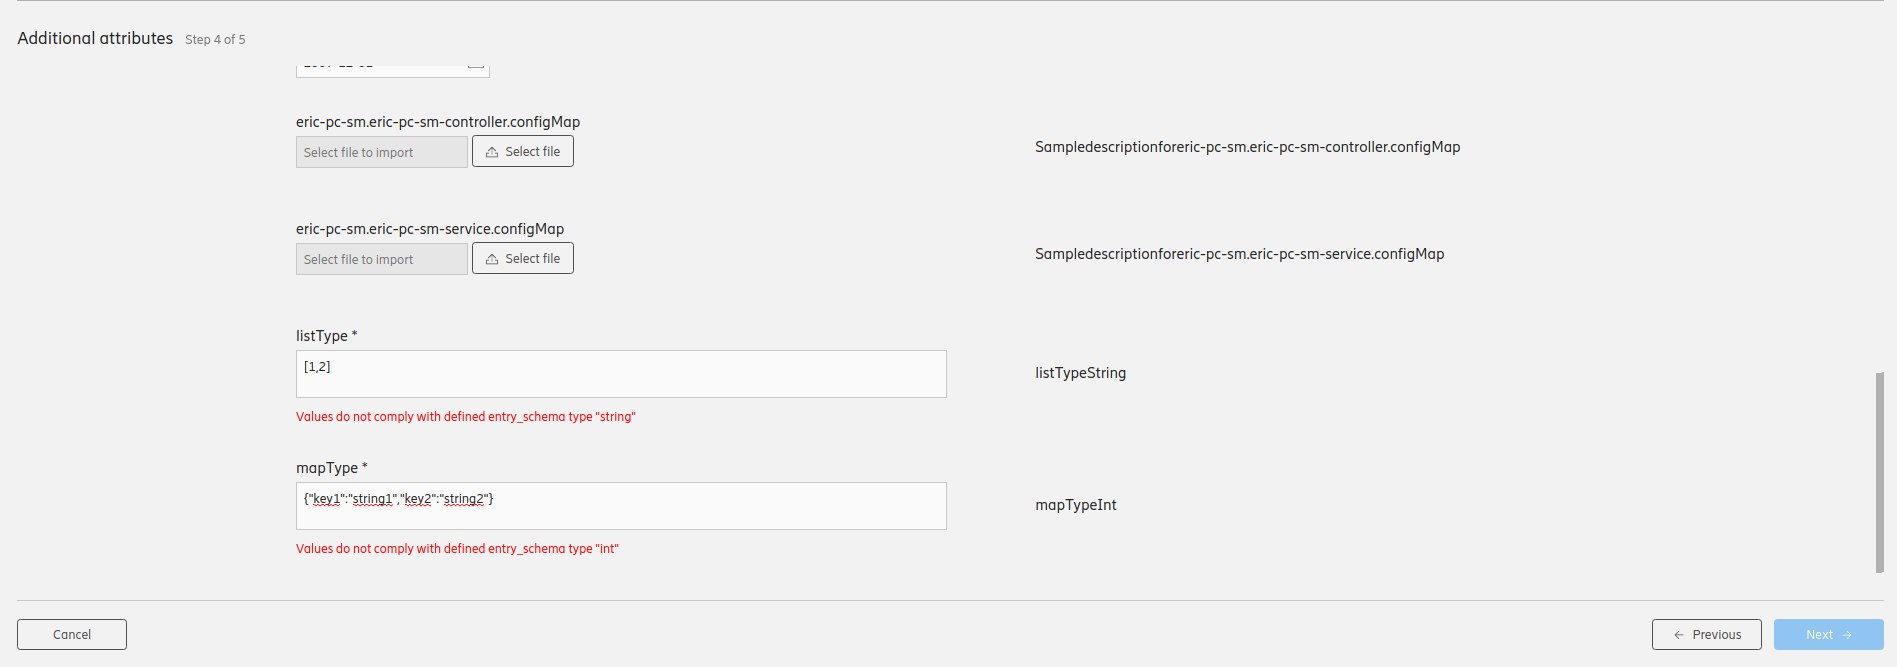 Additional attributes Step 4 of 5
eric-pc-sm.eric-pc-sm-controller.configMap
Select file to import Select file
Sampledescriptionforeric-pc-sm.eric-pc-sm-controller.configMap
eric-pc-sm.eric-pc-sm-service.configMap
Select file to import Select file
Sampledescriptionforeric-pc-sm.eric-pc-sm-service.configMap
listType *
[1,2]
listTypeString
Values do not comply with defined entry_schema type "string"
mapType *
{"key1":"string1","key2":"string2"}
mapTypeInt
Values do not comply with defined entry_schema type "int"
Cancel
← Previous
Next →